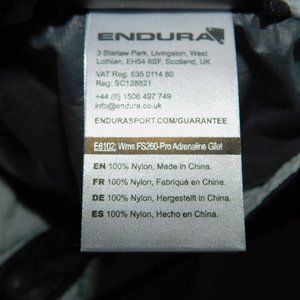 ENDURA
3 Starlaw Park, Livingston, West
Lothian, EH54 8SF, Scotland, UK
VAT Reg: 635 0114 80
Reg: SC128821
+44 (0) 1506 497 749
info@endura.co.uk
ENDURASPORT.COM/GUARANTEE
E6102: Wms FS260-Pro Adrenaline Gilet
EN 100% Nylon, Made in China.
FR 100% Nylon, Fabriqué en Chine.
DE 100% Nylon, Hergestellt in China.
ES 100% Nylon, Hecho en China.